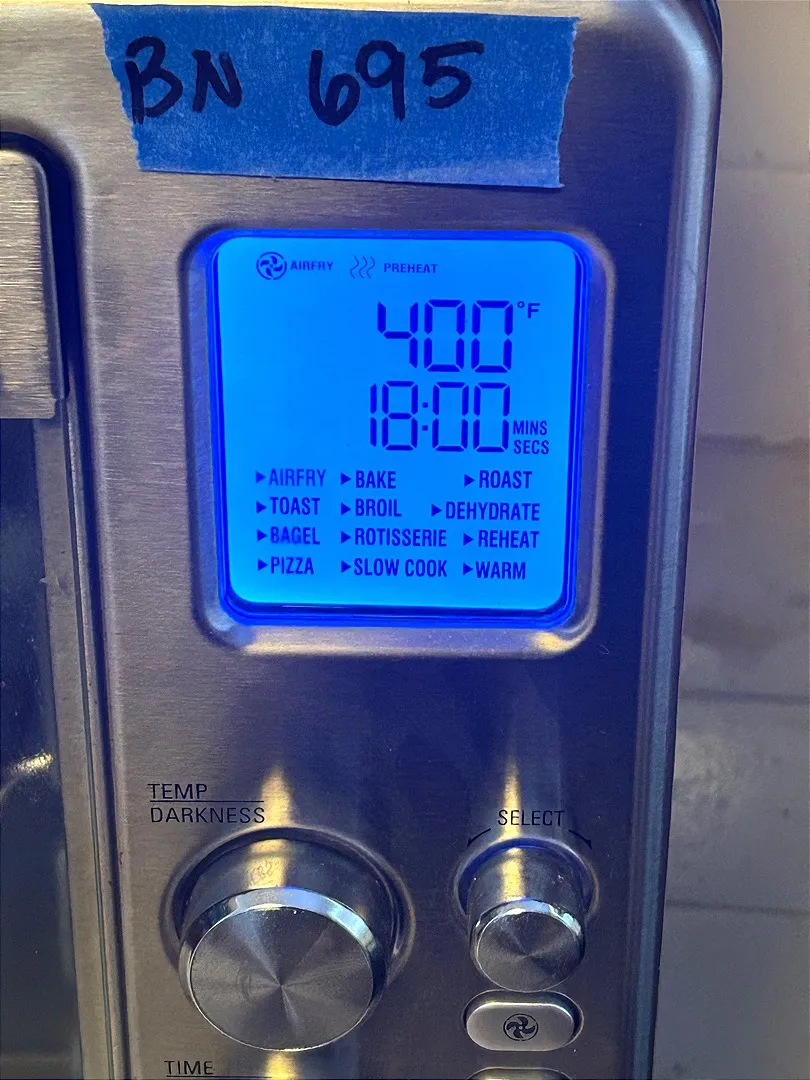 BN 695
AIRFRY PREHEAT
400°F
18:00 MINS SECS
▶AIRFRY ▶BAKE ▶ROAST
▶TOAST ▶BROIL ▶DEHYDRATE
▶BAGEL ▶ROTISSERIE ▶REHEAT
▶PIZZA ▶SLOW COOK ▶WARM
TEMP
DARKNESS
SELECT
TIME